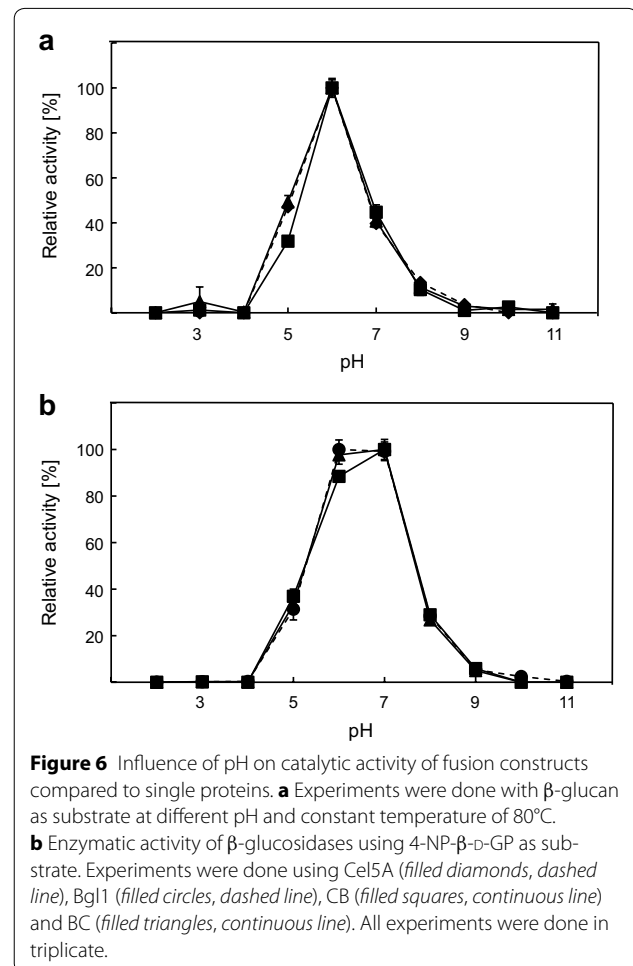 a
Relative activity [%]
100
80
60
40
20
3 5 7 9 11
pH
b
Relative activity [%]
100
80
60
40
20
3 5 7 9 11
pH
Figure 6 Influence of pH on catalytic activity of fusion constructs
compared to single proteins. a Experiments were done with β-glucan
as substrate at different pH and constant temperature of 80°C.
b Enzymatic activity of β-glucosidases using 4-NP-β-D-GP as sub-
strate. Experiments were done using Cel5A (filled diamonds, dashed
line), Bgl1 (filled circles, dashed line), CB (filled squares, continuous line)
and BC (filled triangles, continuous line). All experiments were done in
triplicate.